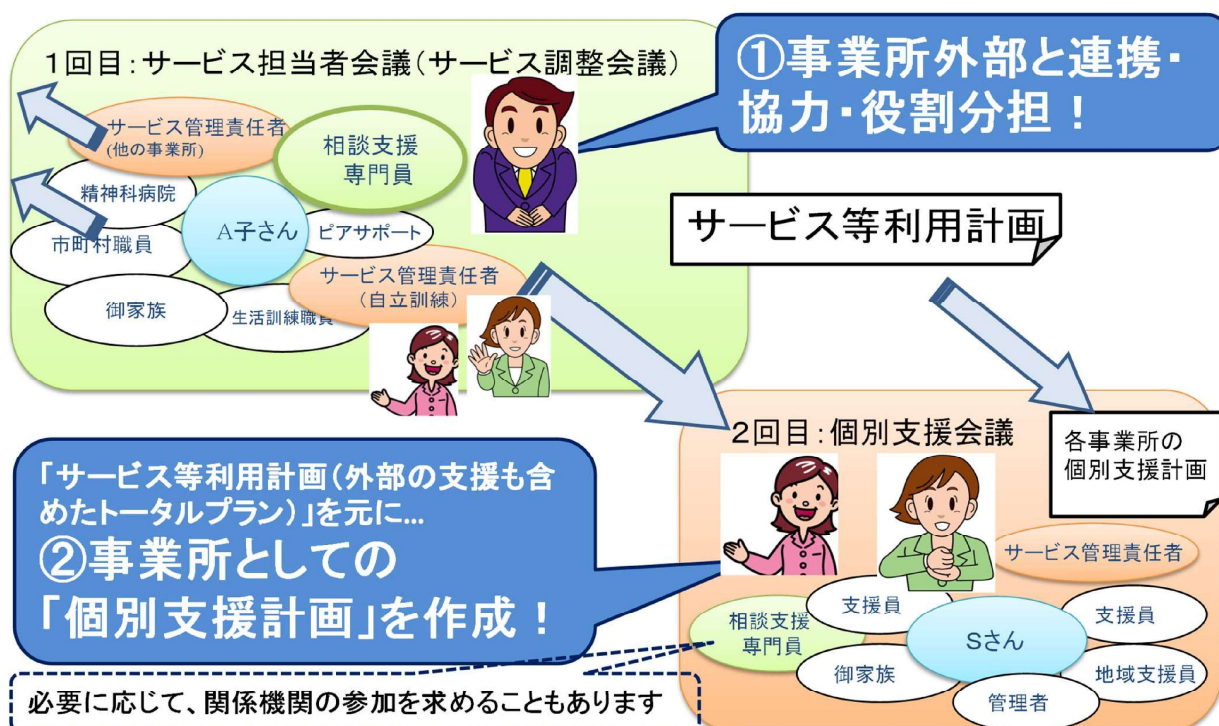 1回目:サービス担当者会議(サービス調整会議)
①事業所外部と連携・
協力・役割分担!
サービス管理責任者
(他の事業所)
相談支援
専門員
精神科病院
A子さん
ピアサポート
市町村職員
サービス管理責任者
(自立訓練)
御家族
生活訓練職員
サービス等利用計画
2回目:個別支援会議
各事業所の
個別支援計画
「サービス等利用計画(外部の支援も含
めたトータルプラン)」を元に...
②事業所としての
「個別支援計画」を作成!
サービス管理責任者
相談支援
専門員
支援員
Sさん
支援員
御家族
地域支援員
管理者
必要に応じて、関係機関の参加を求めることもあります